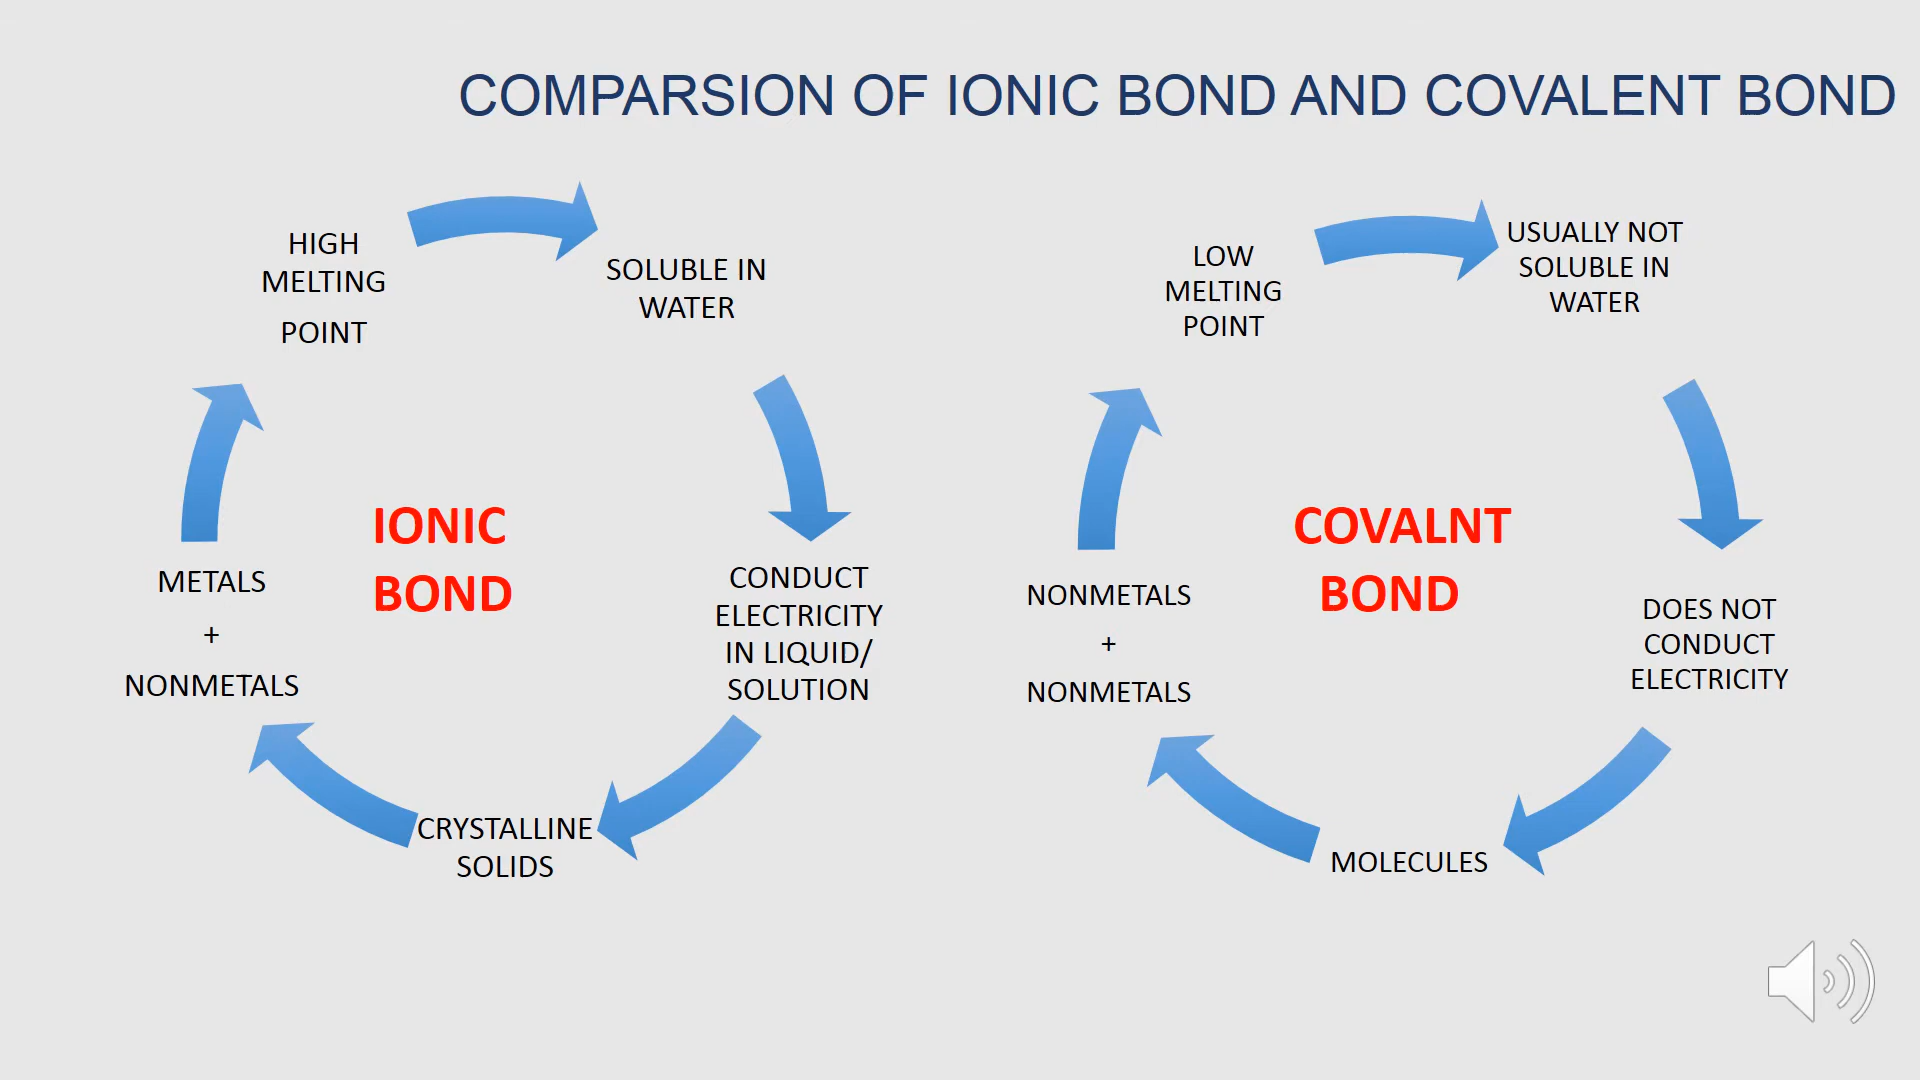 COMPARSION OF IONIC BOND AND COVALENT BOND
HIGH
MELTING
POINT
SOLUBLE IN
WATER
CONDUCT
ELECTRICITY
IN LIQUID/
SOLUTION
CRYSTALLINE
SOLIDS
METALS
+
NONMETALS
IONIC
BOND
LOW
MELTING
POINT
USUALLY NOT
SOLUBLE IN
WATER
DOES NOT
CONDUCT
ELECTRICITY
MOLECULES
NONMETALS
+
NONMETALS
COVALNT
BOND